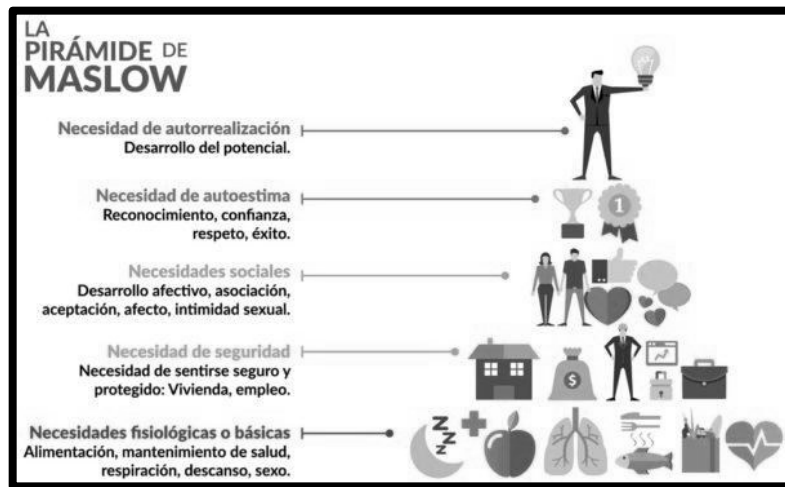 LA
PIRÁMIDE DE
MASLOW
Necesidad de autorrealización
Desarrollo del potencial.
Necesidad de autoestima
Reconocimiento, confianza,
respeto, éxito.
1
Necesidades sociales
Desarrollo afectivo, asociación,
aceptación, afecto, intimidad sexual.
Necesidad de seguridad
Necesidad de sentirse seguro y
protegido: Vivienda, empleo.
$
Necesidades fisiológicas o básicas
Alimentación, mantenimiento de salud,
respiración, descanso, sexo.
Z
Z
Z